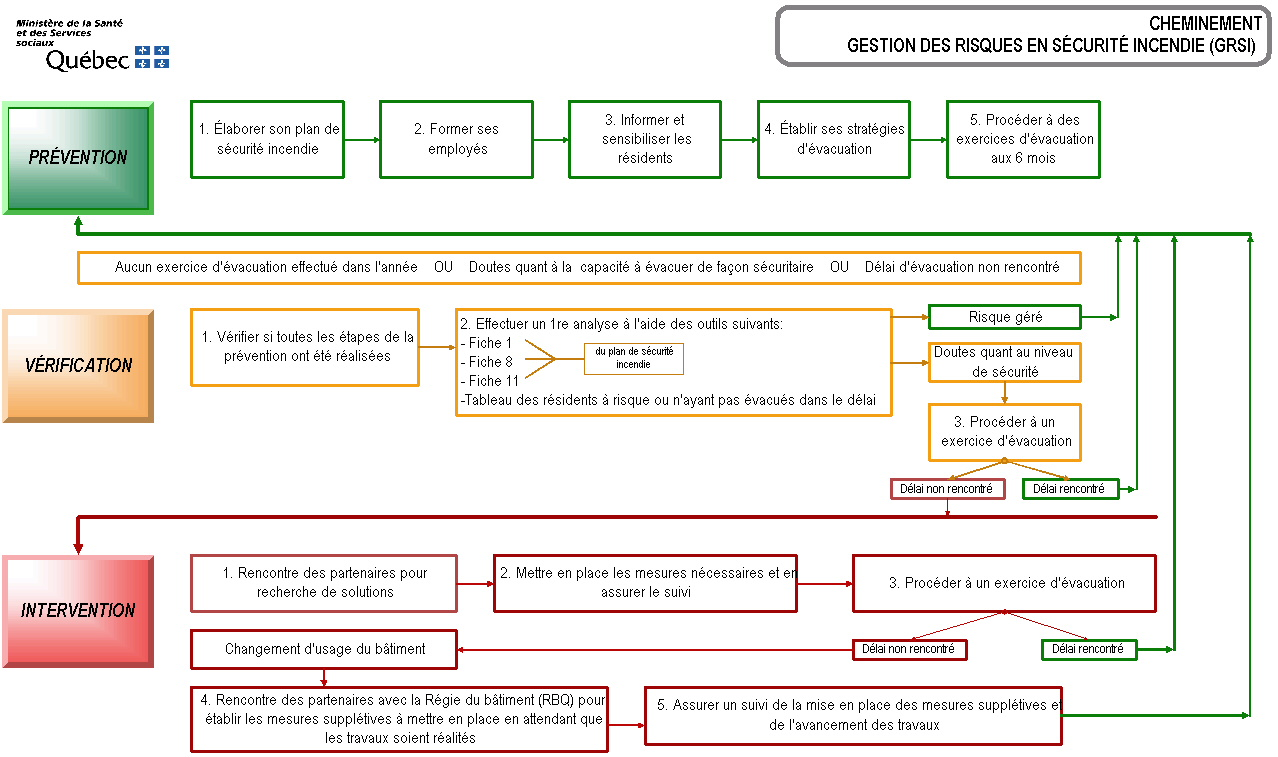 Ministère de la Santé
et des Services
sociaux
Québec
CHEMINEMENT
GESTION DES RISQUES EN SÉCURITÉ INCENDIE (GRSI)
PRÉVENTION
1. Élaborer son plan de
sécurité incendie
2. Former ses
employés
3. Informer et
sensibiliser les
résidents
4. Établir ses stratégies
d'évacuation
5. Procéder à des
exercices d'évacuation
aux 6 mois
Aucun exercice d'évacuation effectué dans l'année OU Doutes quant à la capacité à évacuer de façon sécuritaire OU Délai d'évacuation non rencontré
VÉRIFICATION
1. Vérifier si toutes les étapes de la
prévention ont été réalisées
2. Effectuer un 1re analyse à l'aide des outils suivants:
- Fiche 1
- Fiche 8
- Fiche 11
du plan de sécurité
incendie
-Tableau des résidents à risque ou n'ayant pas évacués dans le délai
Risque géré
Doutes quant au niveau
de sécurité
3. Procéder à un
exercice d'évacuation
Délai non rencontré
Délai rencontré
INTERVENTION
1. Rencontre des partenaires pour
recherche de solutions
2. Mettre en place les mesures nécessaires et en
assurer le suivi
3. Procéder à un exercice d'évacuation
Délai non rencontré
Délai rencontré
Changement d'usage du bâtiment
4. Rencontre des partenaires avec la Régie du bâtiment (RBQ) pour
établir les mesures supplétives à mettre en place en attendant que
les travaux soient réalités
5. Assurer un suivi de la mise en place des mesures supplétives et
de l'avancement des travaux